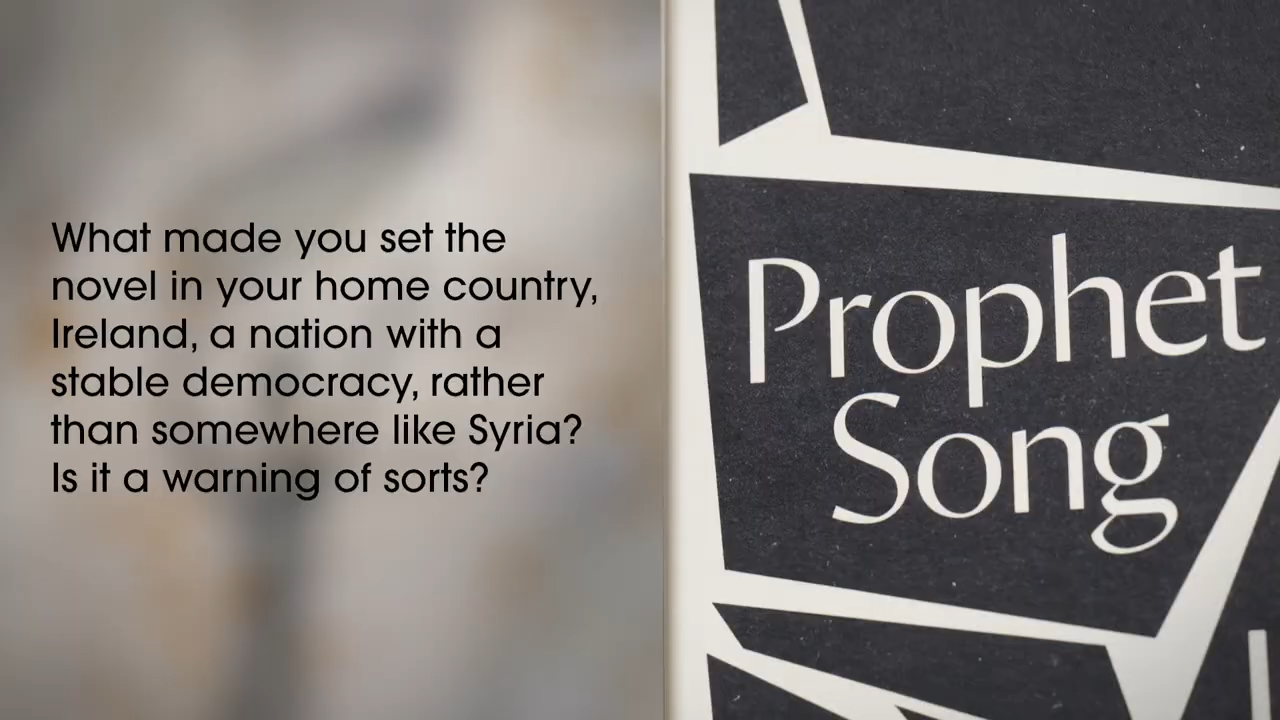 What made you set the
novel in your home country,
Ireland, a nation with a
stable democracy, rather
than somewhere like Syria?
Is it a warning of sorts?
Prophet
Song